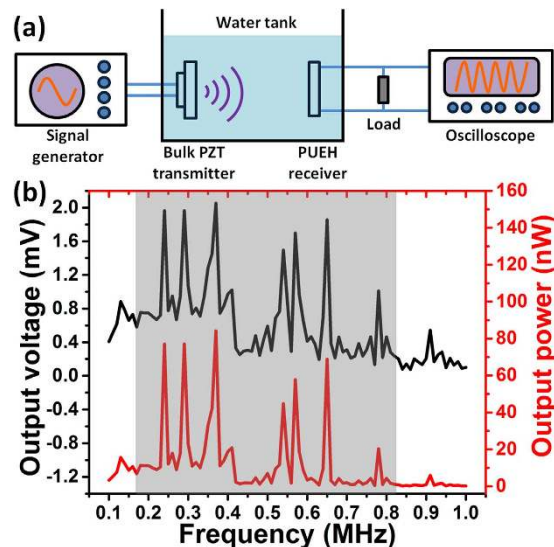 (a)
Water tank
Signal
generator
Bulk PZT
transmitter
PUEH
receiver
Load
Oscilloscope
(b)
Output voltage (mV)
2.0
1.6
1.2
0.8
0.4
0.0
-0.4
-0.8
-1.2
160
140
120
100
80
60
40
20
0
Output power (nW)
0.1 0.2 0.3 0.4 0.5 0.6 0.7 0.8 0.9 1.0
Frequency (MHz)